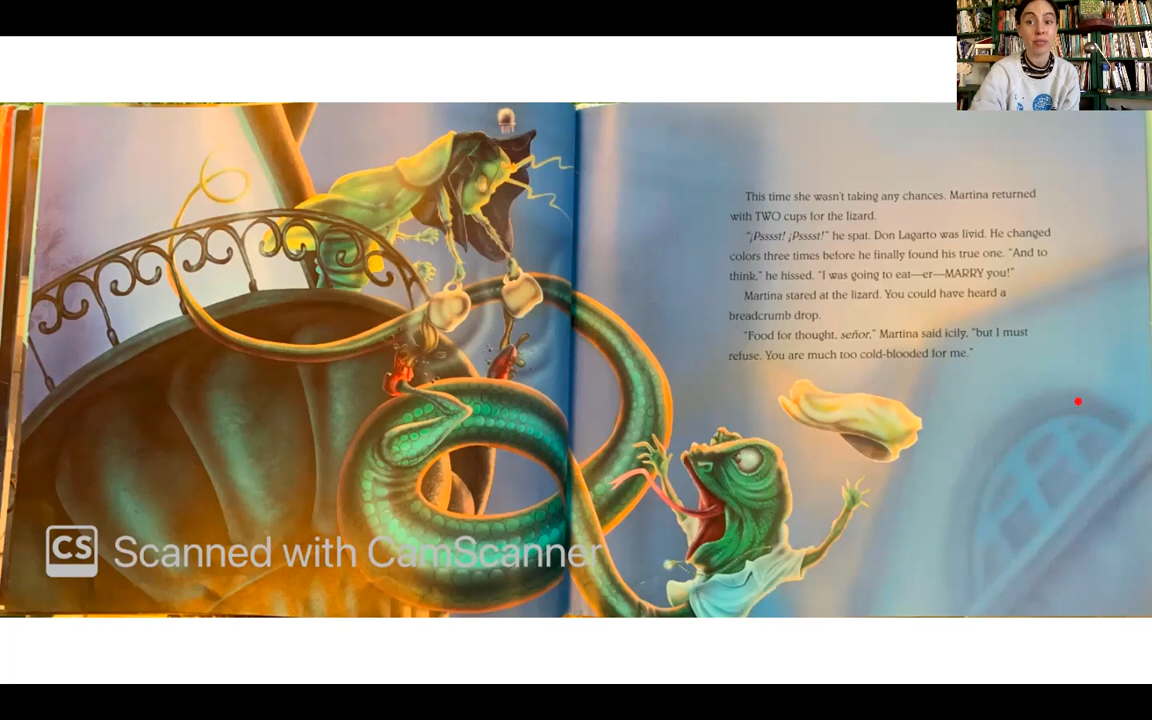 This time she wasn't taking any chances. Martina returned
with TWO cups for the lizard.
"¡Psssst! ¡Psssst!" he spat. Don Lagarto was livid. He changed
colors three times before he finally found his true one. "And to
think," he hissed, "I was going to eat—er—MARRY you!"
Martina stared at the lizard. You could have heard a
breadcrumb drop.
"Food for thought, señor," Martina said icily, "but I must
refuse. You are much too cold-blooded for me."
CS Scanned with CamScanner